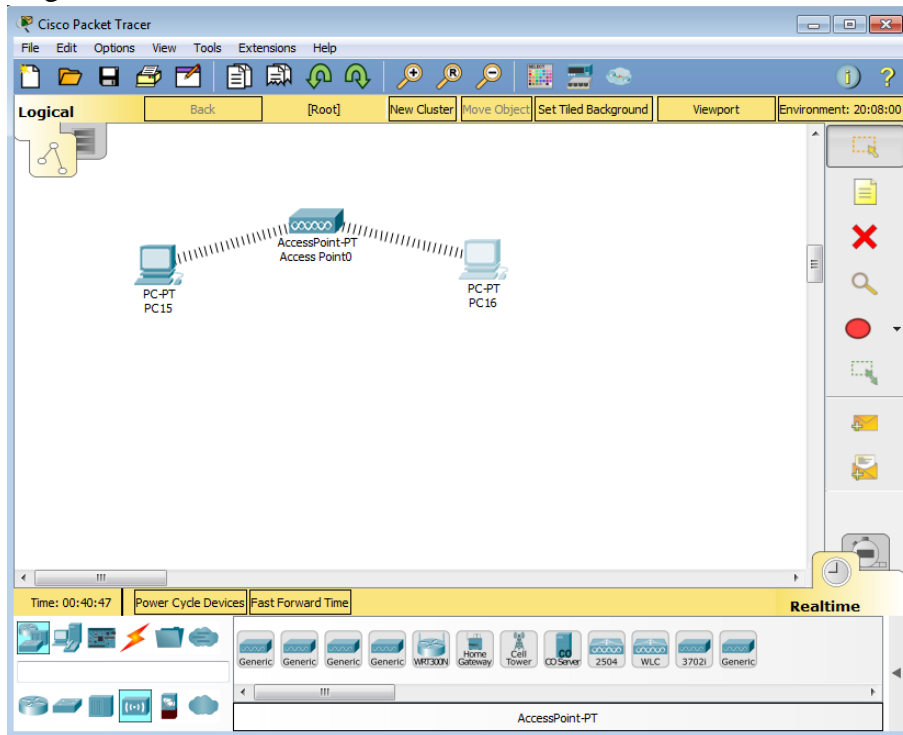 Cisco Packet Tracer
File Edit Options View Tools Extensions Help
Logical Back [Root] New Cluster Move Object Set Tiled Background Viewport Environment: 20:08:00
AccessPoint-PT
Access Point0
PC-PT
PC15
PC-PT
PC16
Time: 00:40:47 Power Cycle Devices Fast Forward Time Realtime
Generic Generic Generic Generic WRT300N Home Gateway Cell Tower CO Server 2504 WLC 3702i Generic
AccessPoint-PT